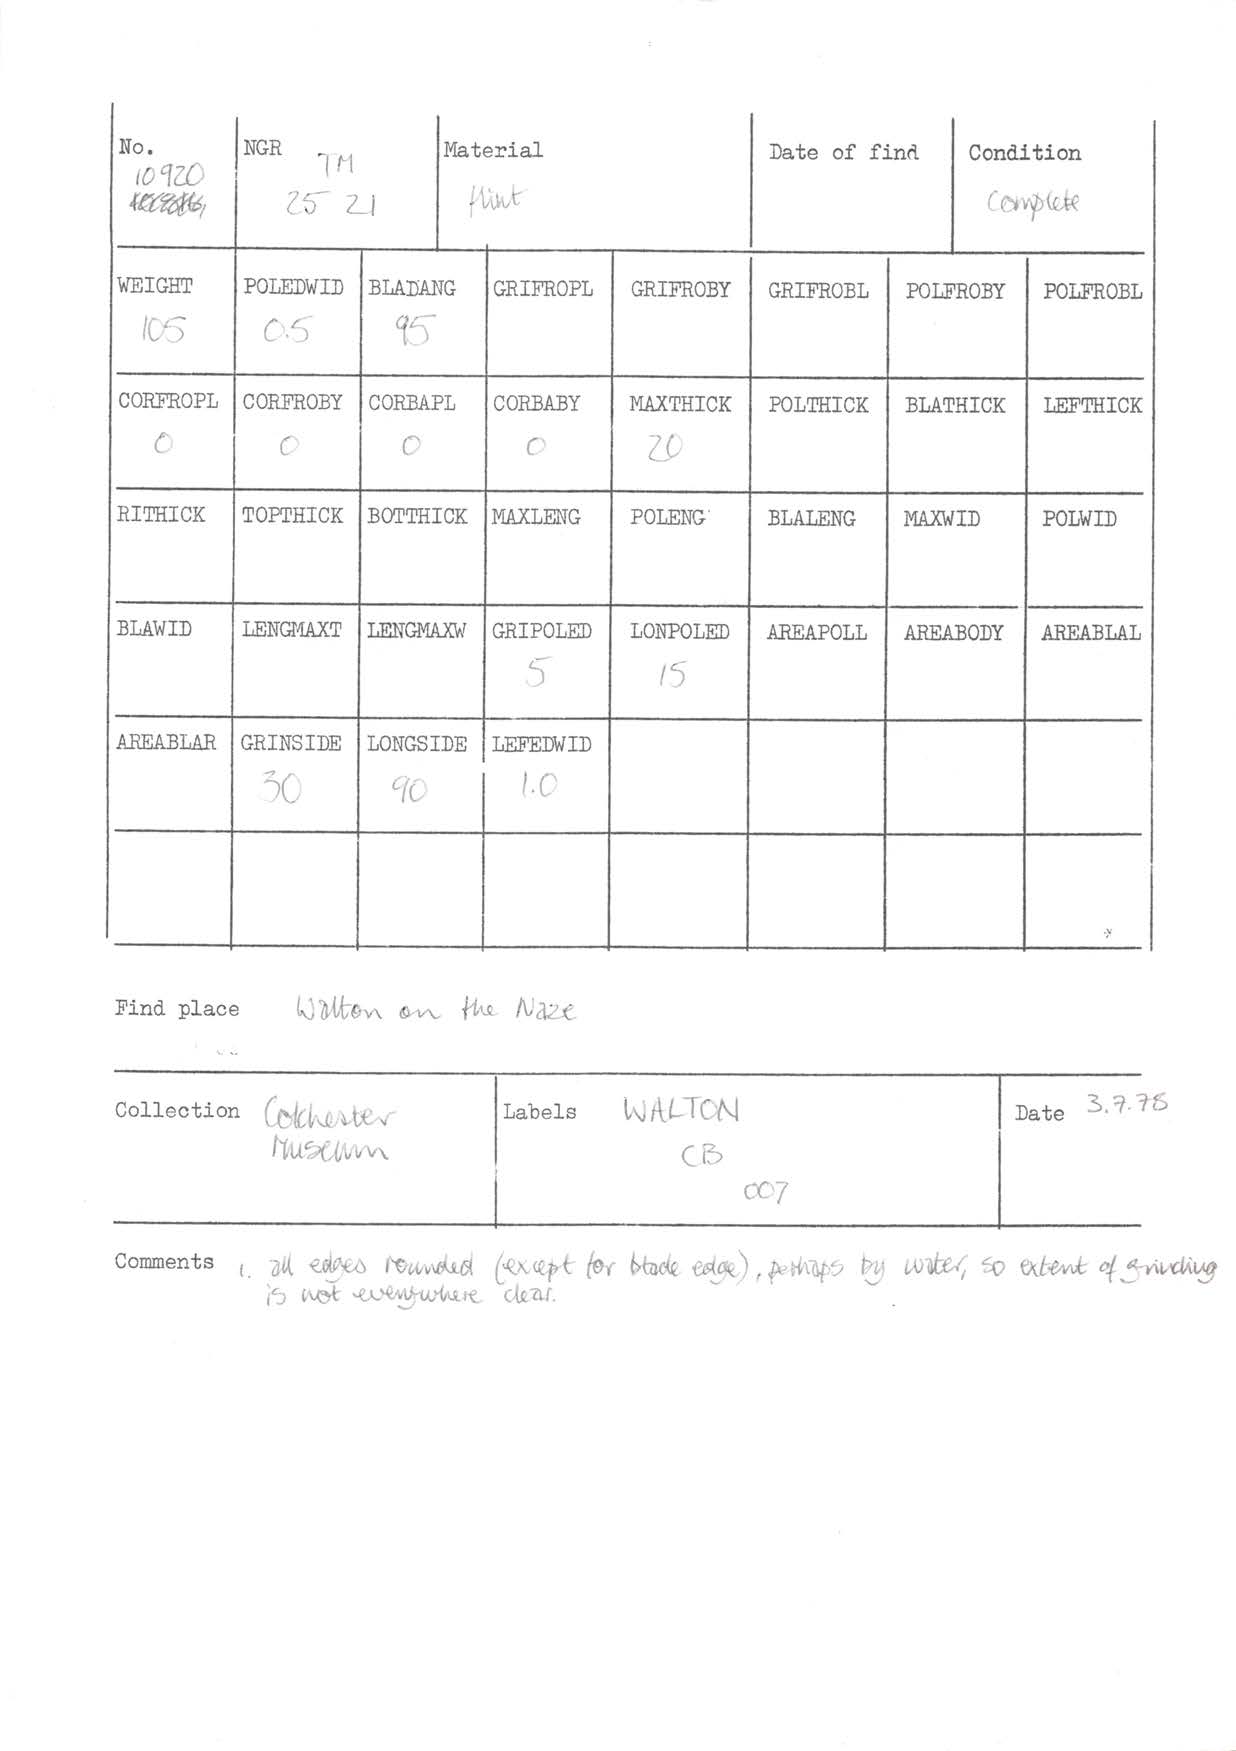 No. NGR Material Date of find Condition
10920 TM
25 21 flint Complete
WEIGHT POLEDWID BLADANG GRIFROPL GRIFROBY GRIFROBL POLFROBY POLFROBL
105 0.5 95
CORFROPL CORFROBY CORBAPL CORBABY MAXTHICK POLTHICK BLATHICK LEFTHICK
0 0 0 0 20
RITHICK TOPTHICK BOTTHICK MAXLENG POLENG BLALENG MAXWID POLWID
BLAWID LENGMAXT LENGMAXW GRIPOLED LONPOLED AREAPOLL AREABODY AREABLAL
5 15
AREABLAR GRINSIDE LONGSIDE LEFEDWID
30 90 1.0
Find place Walton on the Naze
Collection Colchester Labels WALTON Date 3.7.78
Museum CB
007
Comments 1. all edges rounded (except for blade edge), perhaps by water, so extent of grinding
is not everywhere clear.